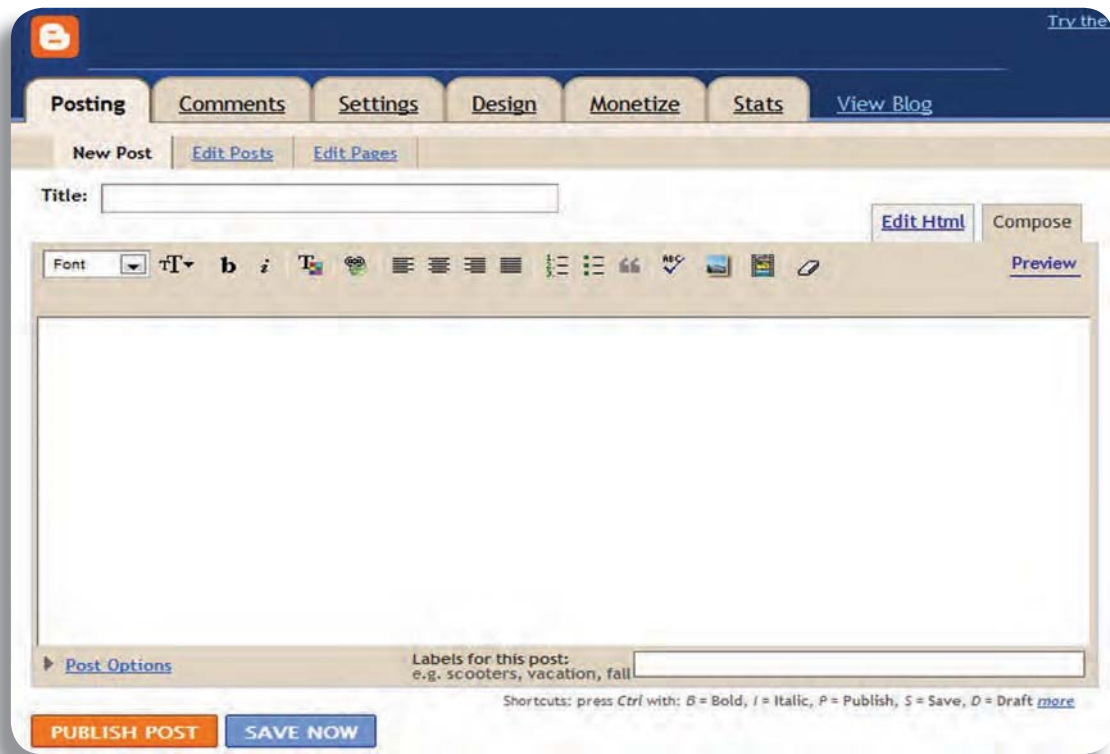 Try the
Posting Comments Settings Design Monetize Stats View Blog
New Post Edit Posts Edit Pages
Title:
Edit Html Compose
Font Preview
Post Options Labels for this post:
e.g. scooters, vacation, fall
Shortcuts: press Ctrl with: B = Bold, I = Italic, P = Publish, S = Save, D = Draft more
PUBLISH POST SAVE NOW